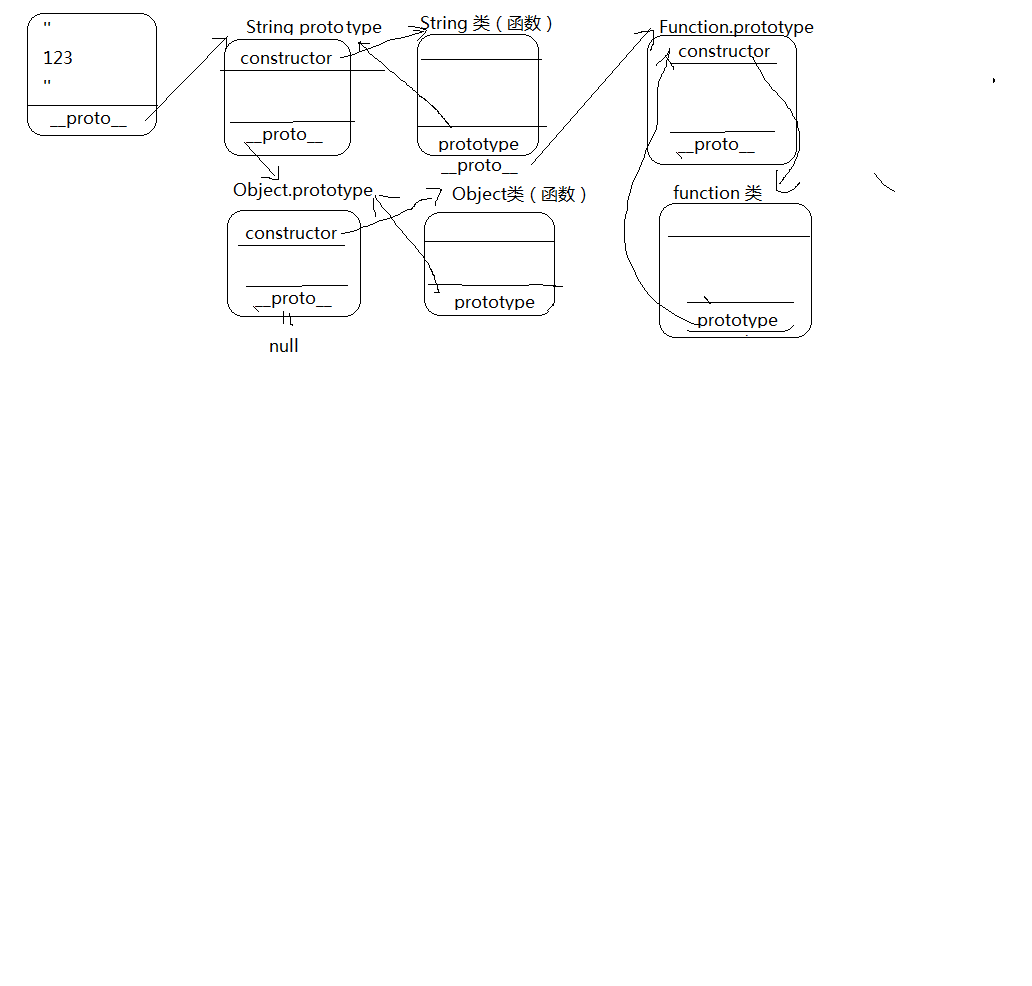 "
123
"
__proto__
String prototype
constructor
__proto__
String 类（函数）
prototype
__proto__
Function.prototype
constructor
__proto__
Object.prototype
constructor
__proto__
null
Object类（函数）
prototype
function 类
prototype